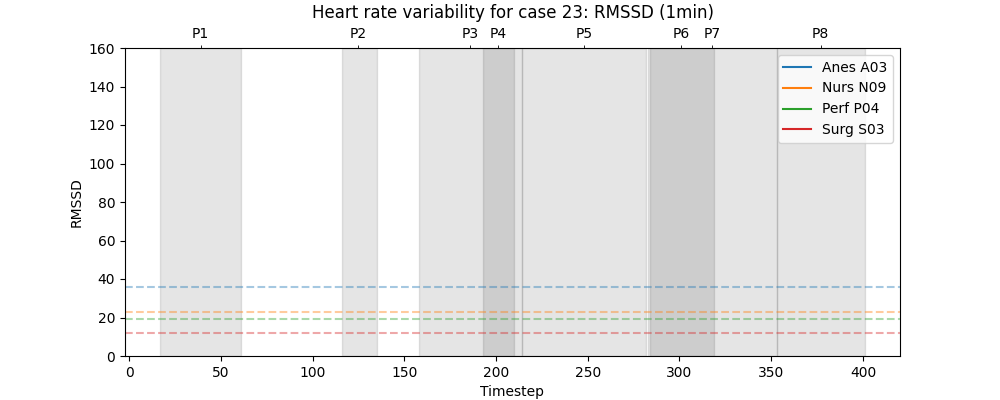 Heart rate variability for case 23: RMSSD (1min)
P1 P2 P3 P4 P5 P6 P7 P8
160
140
120
100
80
60
40
20
0
RMSSD
Anes A03
Nurs N09
Perf P04
Surg S03
0 50 100 150 200 250 300 350 400
Timestep